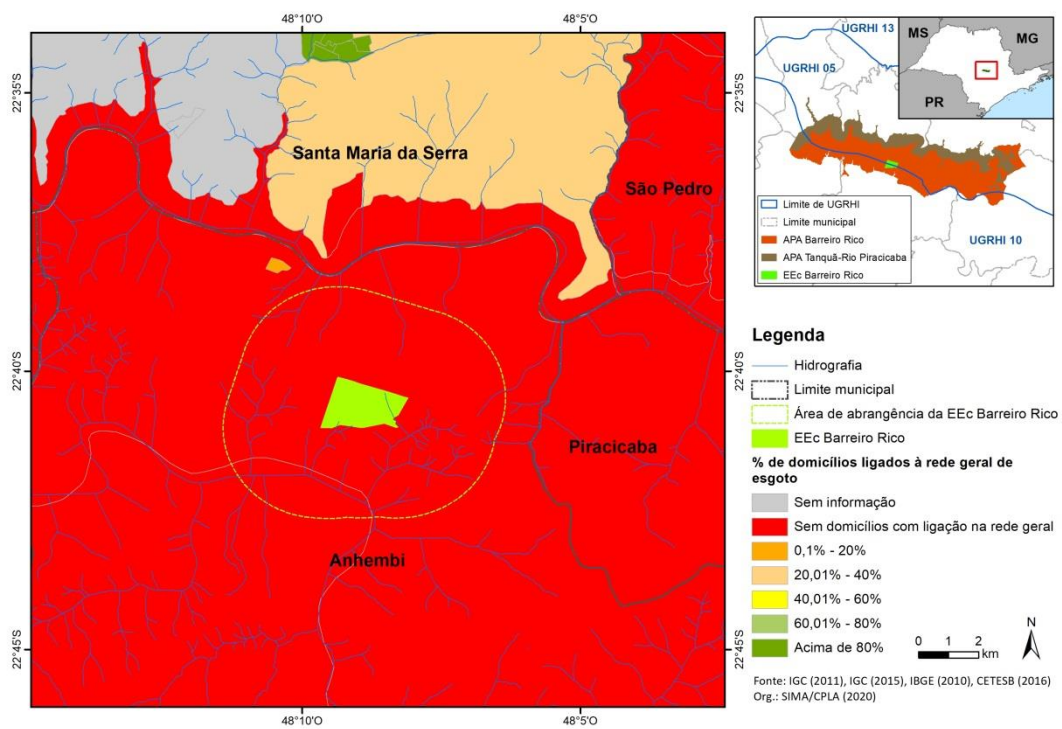 48°10'O
48°5'O
22°35'S
22°40'S
22°45'S
Santa Maria da Serra
São Pedro
Piracicaba
Anhembi
22°35'S
22°40'S
22°45'S
48°10'O
48°5'O
UGRHI 13
UGRHI 05
UGRHI 10
MS
MG
PR
Limite de UGRHI
Limite municipal
APA Barreiro Rico
APA Tanquã-Rio Piracicaba
EEc Barreiro Rico
Legenda
Hidrografia
Limite municipal
Área de abrangência da EEc Barreiro Rico
EEc Barreiro Rico
% de domicílios ligados à rede geral de
esgoto
Sem informação
Sem domicílios com ligação na rede geral
0,1% - 20%
20,01% - 40%
40,01% - 60%
60,01% - 80%
Acima de 80%
0 1 2
km
N
Fonte: IGC (2011), IGC (2015), IBGE (2010), CETESB (2016)
Org.: SIMA/CPLA (2020)